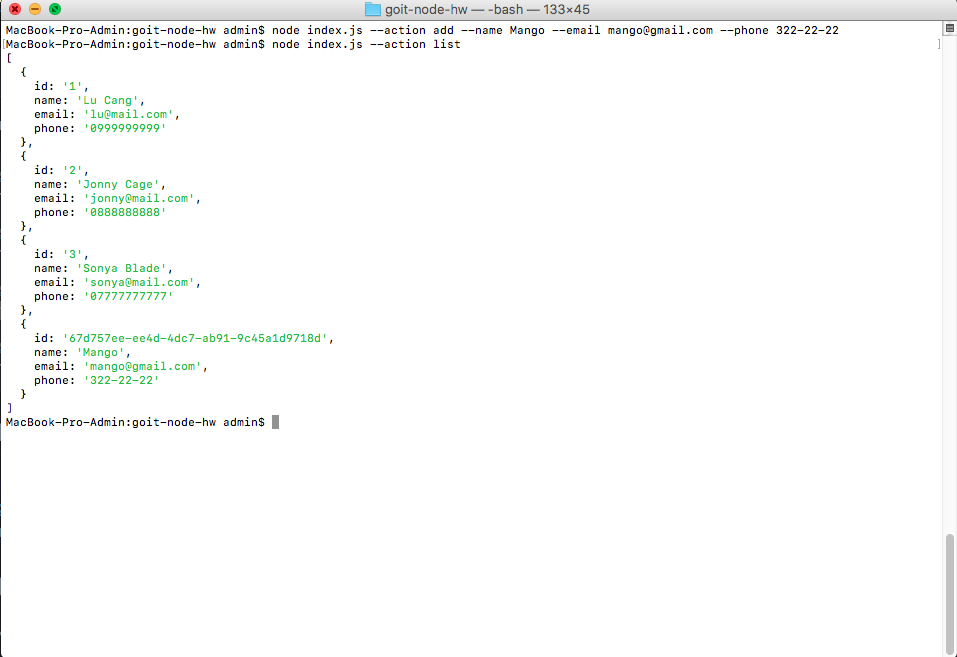 goit-node-hw — -bash — 133×45
MacBook-Pro-Admin:goit-node-hw admin$ node index.js --action add --name Mango --email mango@gmail.com --phone 322-22-22
[MacBook-Pro-Admin:goit-node-hw admin$ node index.js --action list ]
[
  {
    id: '1',
    name: 'Lu Cang',
    email: 'lu@mail.com',
    phone: '0999999999'
  },
  {
    id: '2',
    name: 'Jonny Cage',
    email: 'jonny@mail.com',
    phone: '0888888888'
  },
  {
    id: '3',
    name: 'Sonya Blade',
    email: 'sonya@mail.com',
    phone: '07777777777'
  },
  {
    id: '67d757ee-ee4d-4dc7-ab91-9c45a1d9718d',
    name: 'Mango',
    email: 'mango@gmail.com',
    phone: '322-22-22'
  }
]
MacBook-Pro-Admin:goit-node-hw admin$